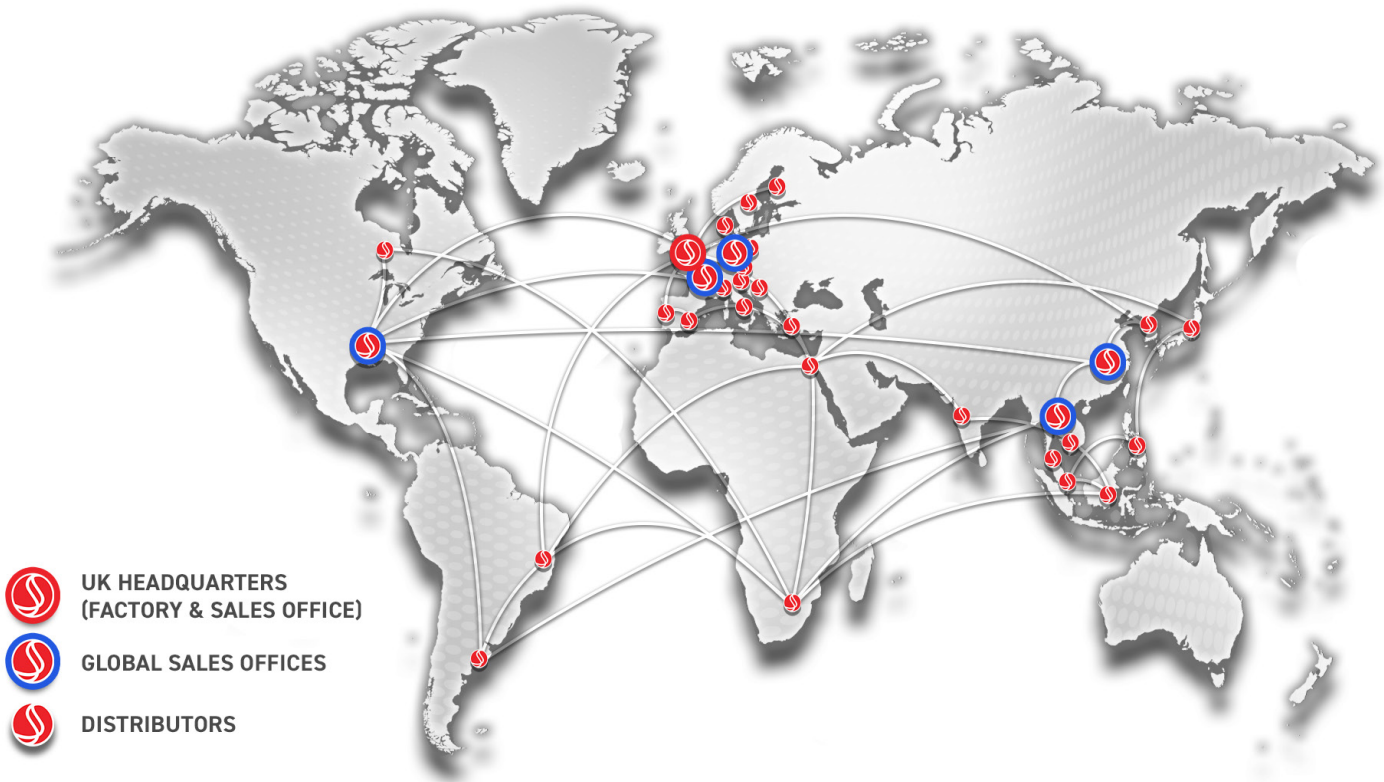 UK HEADQUARTERS
(FACTORY & SALES OFFICE)
GLOBAL SALES OFFICES
DISTRIBUTORS